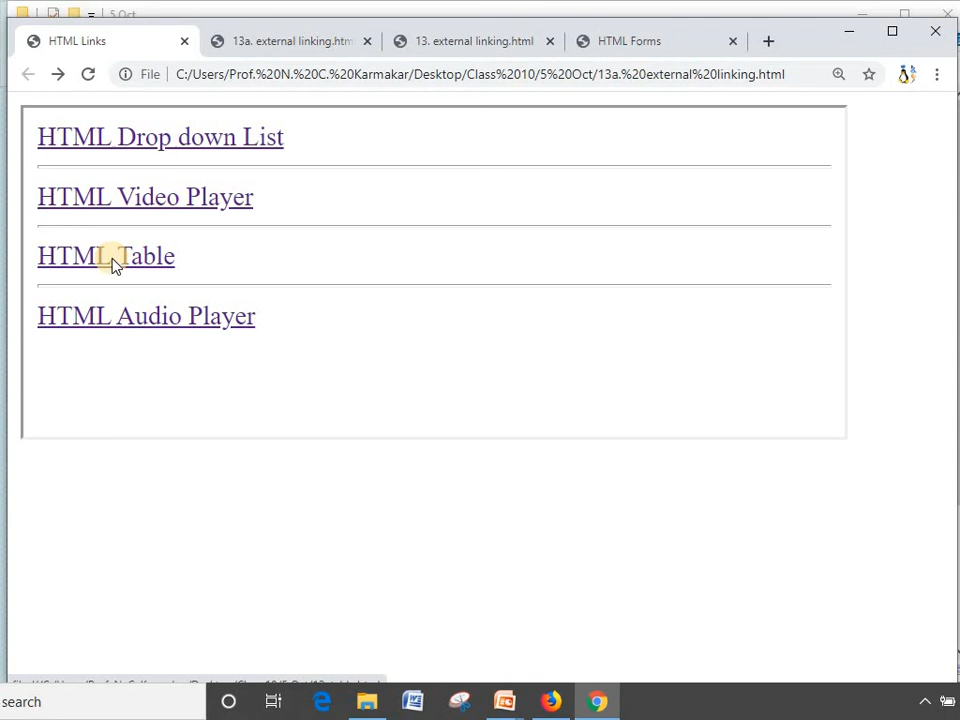 5 Oct
HTML Links
13a. external linking.htm
13. external linking.html
HTML Forms
File
C:/Users/Prof.%20N.%20C.%20Karmakar/Desktop/Class%2010/5%20Oct/13a.%20external%20linking.html
HTML Drop down List
HTML Video Player
HTML Table
HTML Audio Player
search